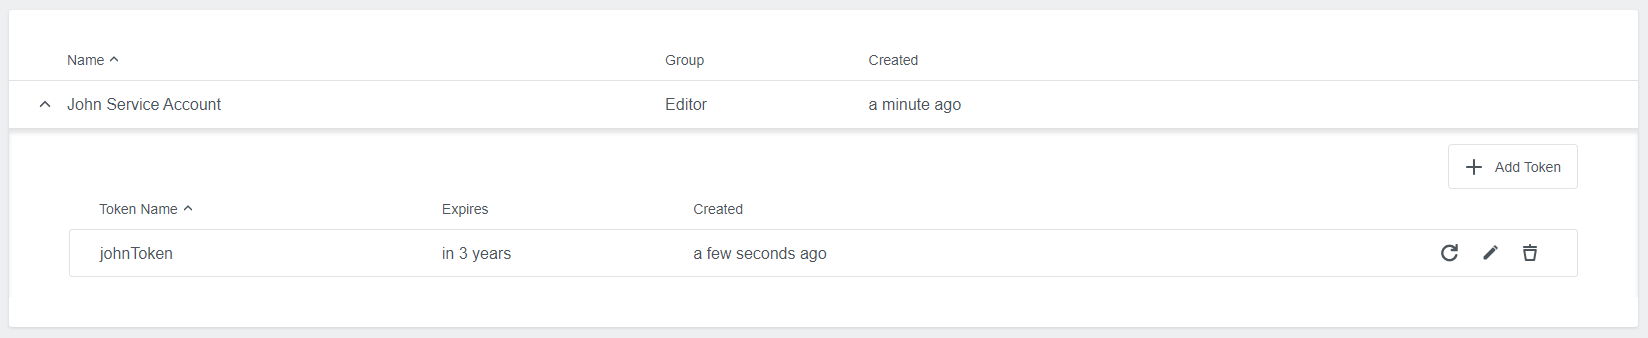 Name Group Created
John Service Account Editor a minute ago
Add Token
Token Name Expires Created
johnToken in 3 years a few seconds ago